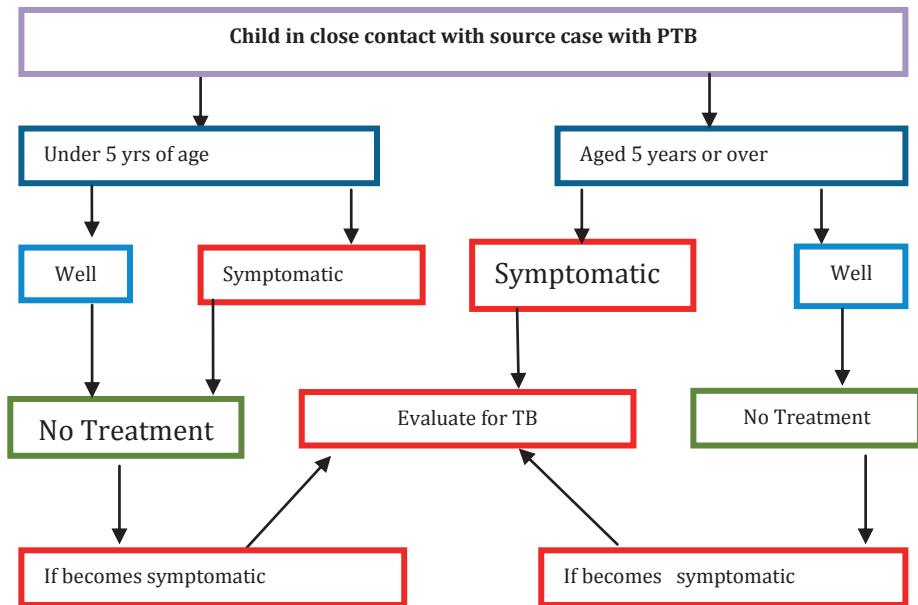 Child in close contact with source case with PTB
Under 5 yrs of age
Aged 5 years or over
Well
Symptomatic
Symptomatic
Well
No Treatment
Evaluate for TB
No Treatment
If becomes symptomatic
If becomes symptomatic